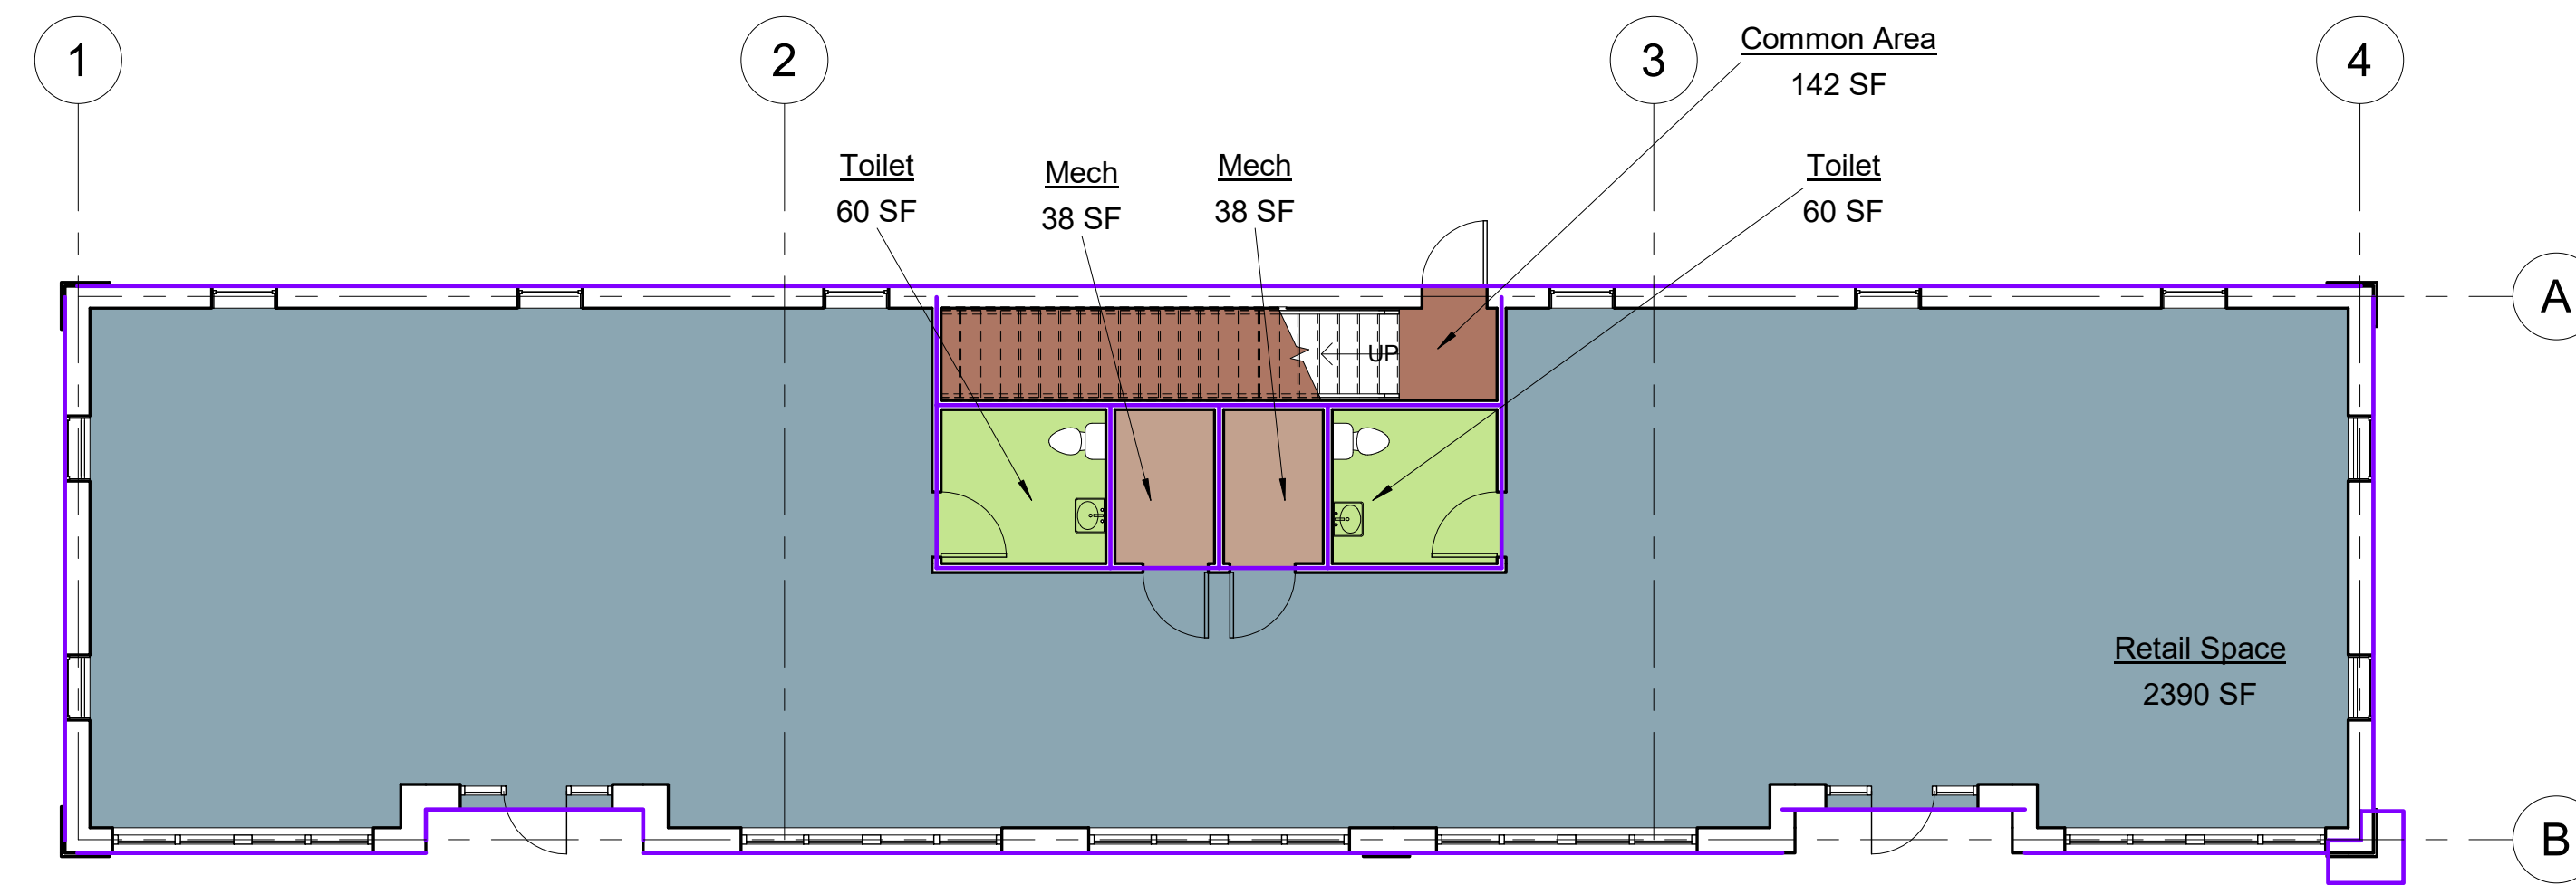 1
2
3
4
Common Area
142 SF
Toilet
60 SF
Mech
38 SF
Mech
38 SF
Toilet
60 SF
A
UP
Retail Space
2390 SF
B